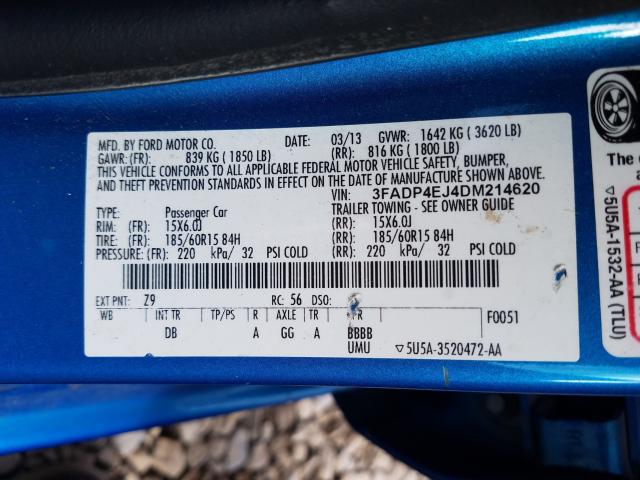 MFD. BY FORD MOTOR CO. DATE: 03/13 GVWR: 1642 KG ( 3620 LB)
GAWR: (FR): 839 KG ( 1850 LB) (RR): 816 KG ( 1800 LB)
THIS VEHICLE CONFORMS TO ALL APPLICABLE FEDERAL MOTOR VEHICLE SAFETY, BUMPER,
AND THEFT PREVENTION STANDARDS IN EFFECT ON THE DATE OF MANUFACTURE SHOWN ABOVE.
VIN: 3FADP4EJ4DM214620
TYPE: Passenger Car TRAILER TOWING - SEE OWNER GUIDE
RIM: (FR): 15X6.0J (RR): 15X6.0J
TIRE: (FR): 185/60R15 84H (RR): 185/60R15 84H
PRESSURE: (FR): 220 kPa/ 32 PSI COLD (RR): 220 kPa/ 32 PSI COLD
EXT PNT: Z9 RC: 56 DSO:
WB INT TR TP/PS R AXLE TR F0051
DB A GG A BBBB
UMU ▽5U5A-3520472-AA
The
▽5U5A-1532-AA (TLU)